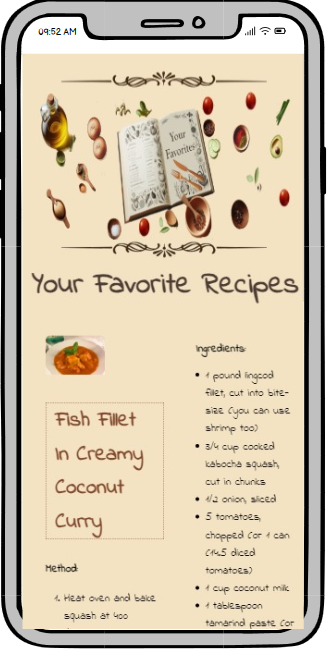 09:52 AM
Your
Favorites
Your Favorite Recipes
Fish Fillet
In Creamy
Coconut
Curry
Method:
1. Heat oven and bake
squash at 400
Ingredients:
1 pound lingcod
fillet, cut into bite-
size (you can use
shrimp too)
3/4 cup cooked
kabocha squash,
cut in chunks
1/2 onion, sliced
5 tomatoes,
chopped (or 1 can
(14.5 diced
tomatoes)
1 cup coconut milk
1 tablespoon
tamarind paste (or